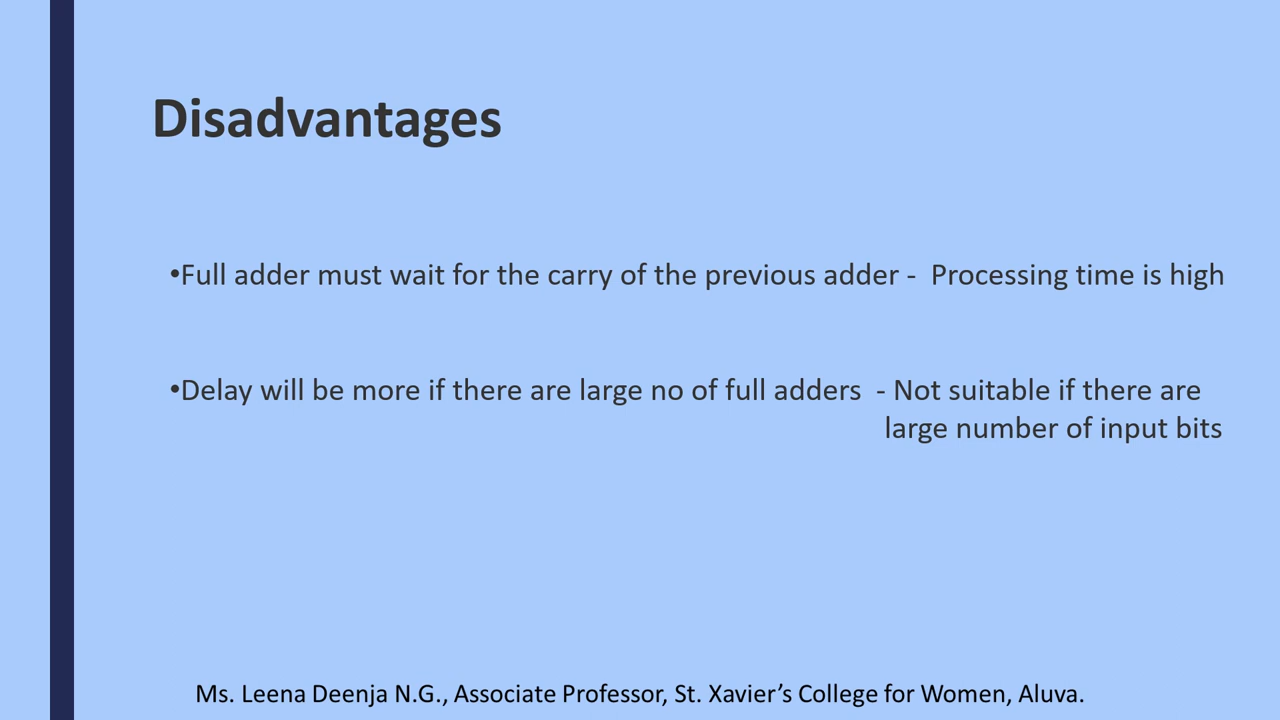 Disadvantages
•Full adder must wait for the carry of the previous adder -  Processing time is high
•Delay will be more if there are large no of full adders  - Not suitable if there are
large number of input bits
Ms. Leena Deenja N.G., Associate Professor, St. Xavier’s College for Women, Aluva.